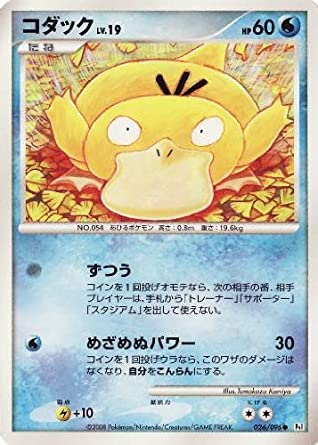 コダック LV.19 HP60
たね
NO.054 あひるポケモン 高さ:0.8m 重さ:19.6kg
ずつう
コインを1回投げオモテなら、次の相手の番、相手
プレイヤーは、手札から「トレーナー」「サポーター」
「スタジアム」を出して使えない。
めざめぬパワー 30
コインを1回投げウラなら、このワザのダメージは
なくなり、自分をこんらんにする。
Illus. Tomokazu Komiya
弱点 抵抗力 にげる
+10
©2008 Pokémon/Nintendo/Creatures/GAME FREAK.
026/096